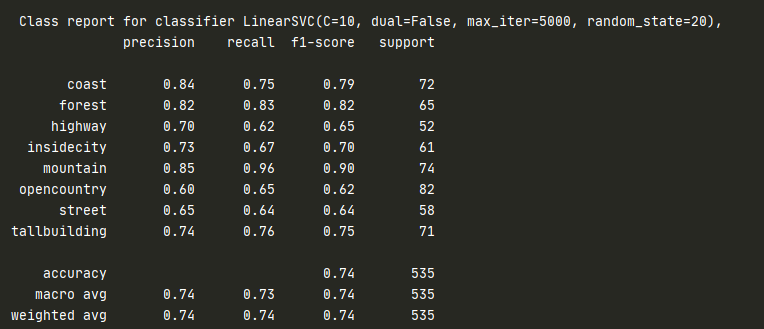 Class report for classifier LinearSVC(C=10, dual=False, max_iter=5000, random_state=20),
precision recall f1-score support
coast 0.84 0.75 0.79 72
forest 0.82 0.83 0.82 65
highway 0.70 0.62 0.65 52
insidecity 0.73 0.67 0.70 61
mountain 0.85 0.96 0.90 74
opencountry 0.60 0.65 0.62 82
street 0.65 0.64 0.64 58
tallbuilding 0.74 0.76 0.75 71
accuracy 0.74 535
macro avg 0.74 0.73 0.74 535
weighted avg 0.74 0.74 0.74 535